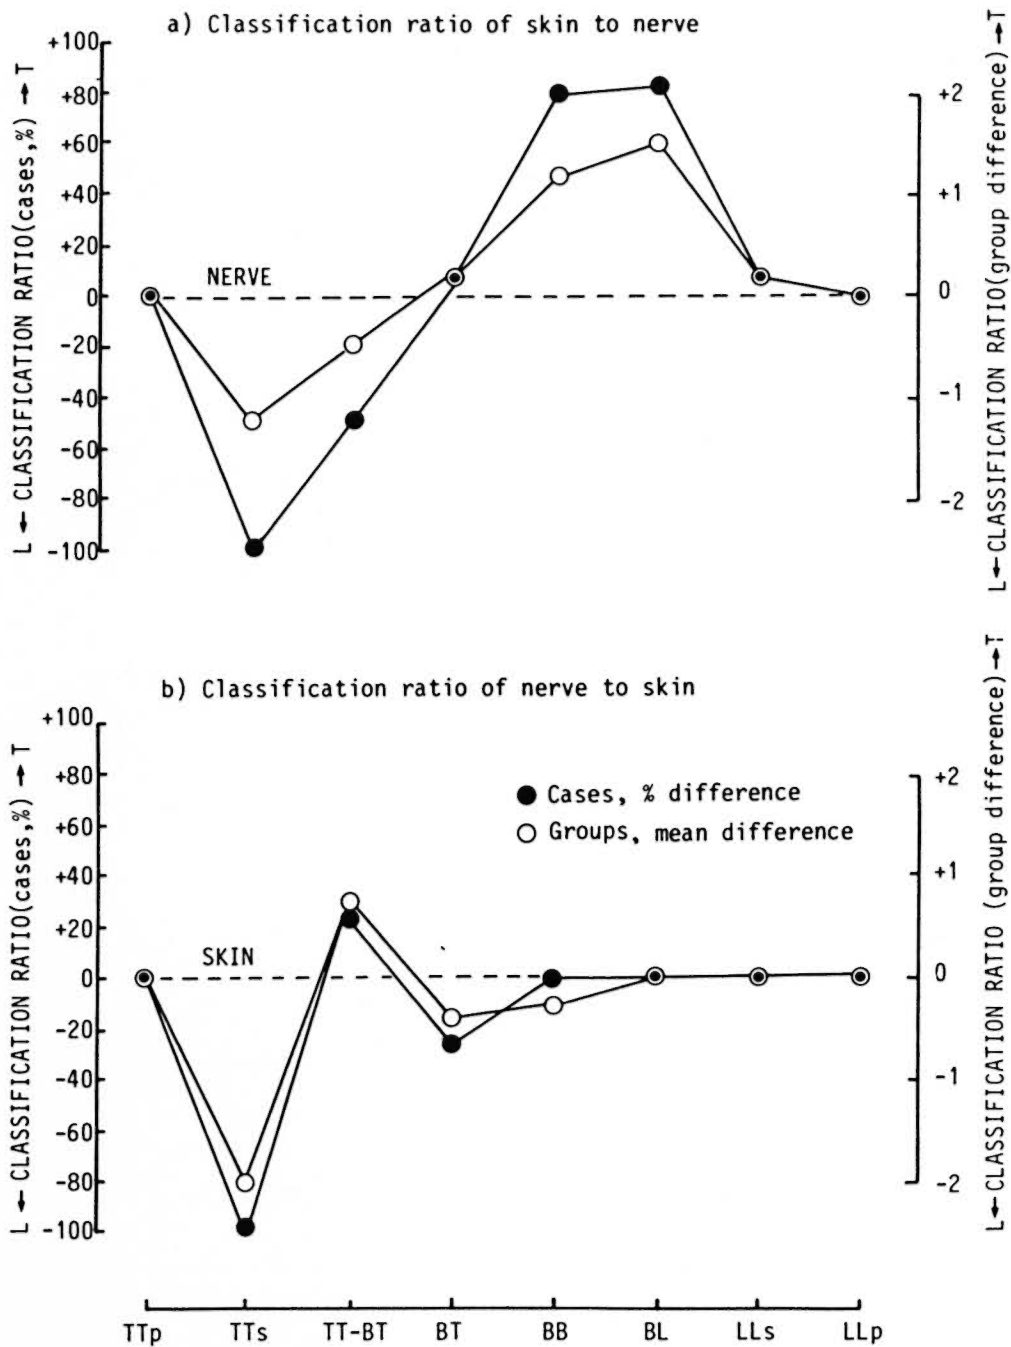 a) Classification ratio of skin to nerve
L ← CLASSIFICATION RATIO(cases,%) → T
+100
+80
+60
+40
+20
0
-20
-40
-60
-80
-100
NERVE
+2
+1
0
-1
-2
L←CLASSIFICATION RATIO(group difference)→T
b) Classification ratio of nerve to skin
L ← CLASSIFICATION RATIO(cases,%) → T
+100
+80
+60
+40
+20
0
-20
-40
-60
-80
-100
SKIN
● Cases, % difference
○ Groups, mean difference
+2
+1
0
-1
-2
L←CLASSIFICATION RATIO (group difference)→T
TTp TTs TT-BT BT BB BL LLs LLp